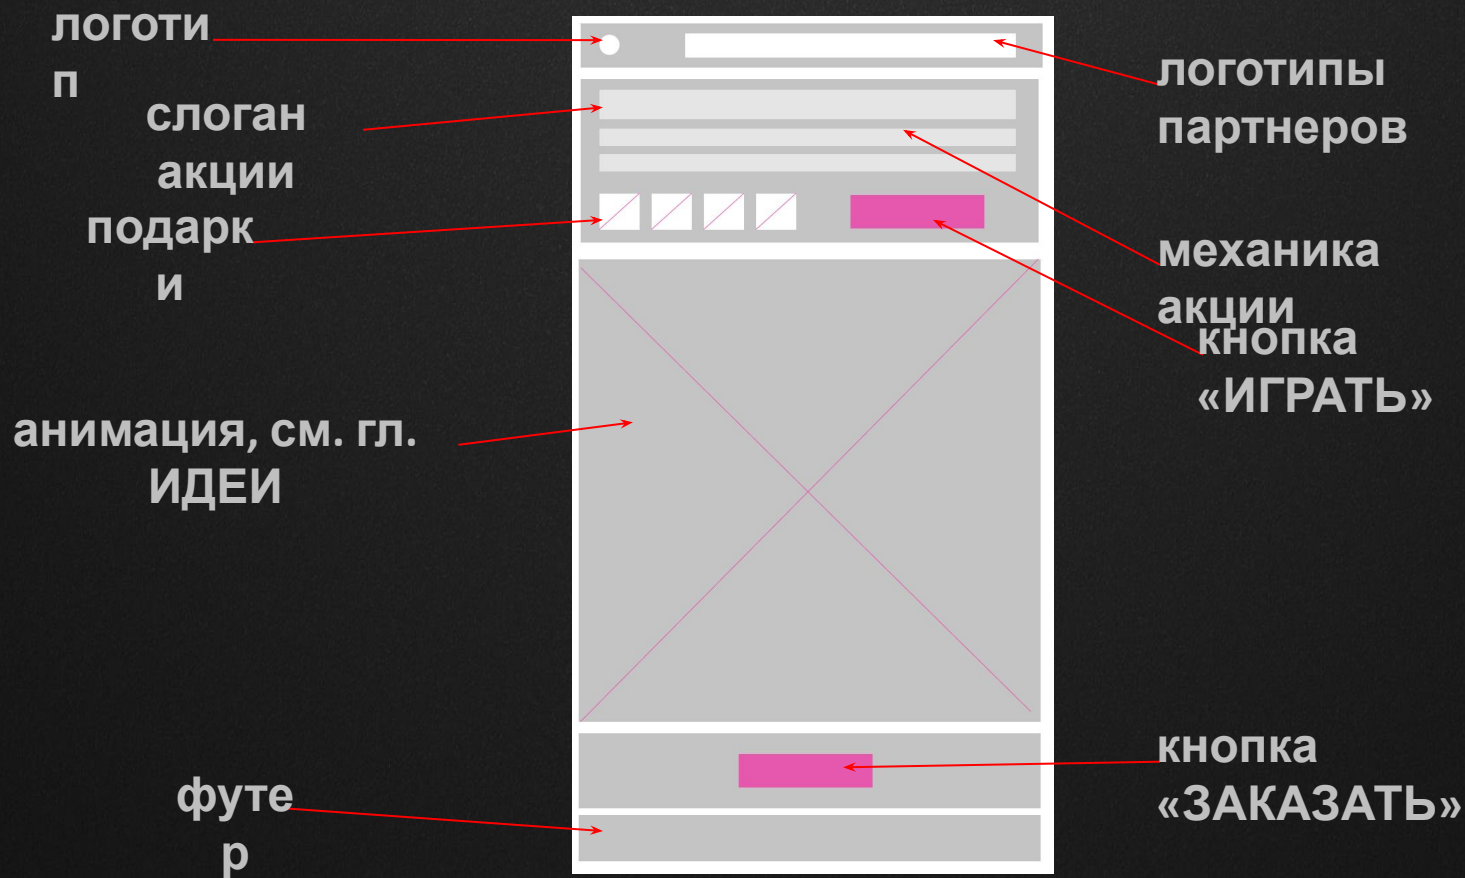 логоти
п
слоган
акции
подарк
и
анимация, см. гл.
ИДЕИ
футе
р
логотипы
партнеров
механика
акции
кнопка
«ИГРАТЬ»
кнопка
«ЗАКАЗАТЬ»